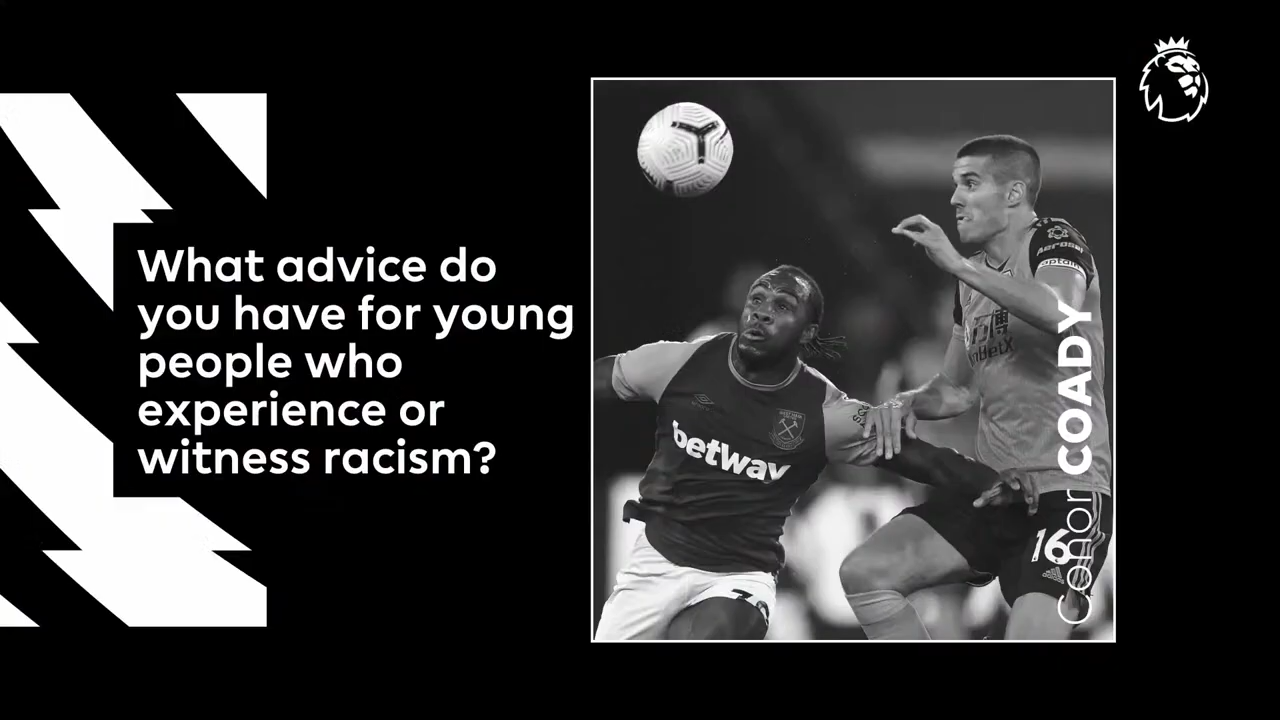 What advice do
you have for young
people who
experience or
witness racism?
betway
16
Conor COADY